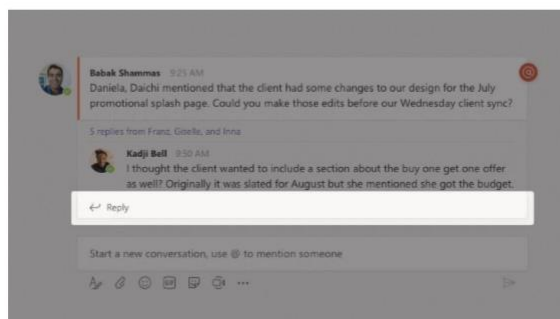 Babak Shammas 9:25 AM
Daniela, Daichi mentioned that the client had some changes to our design for the July
promotional splash page. Could you make those edits before our Wednesday client sync?
5 replies from Franz, Giselle, and Inna
Kadji Bell 9:50 AM
I thought the client wanted to include a section about the buy one get one offer
as well? Originally it was slated for August but she mentioned she got the budget.
Reply
Start a new conversation, use @ to mention someone
GIF